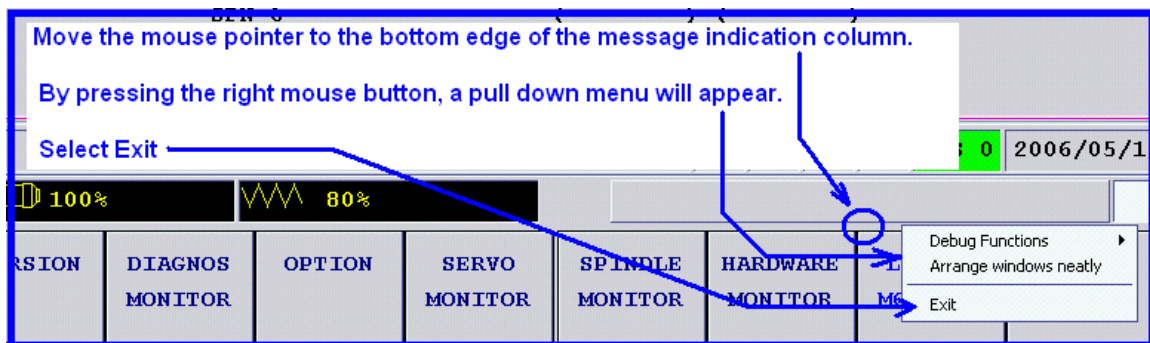 Move the mouse pointer to the bottom edge of the message indication column.
By pressing the right mouse button, a pull down menu will appear.
Select Exit
0 2006/05/1
100% 80%
RSION DIAGNOS MONITOR OPTION SERVO MONITOR SPINDLE MONITOR HARDWARE MONITOR
Debug Functions
Arrange windows neatly
Exit